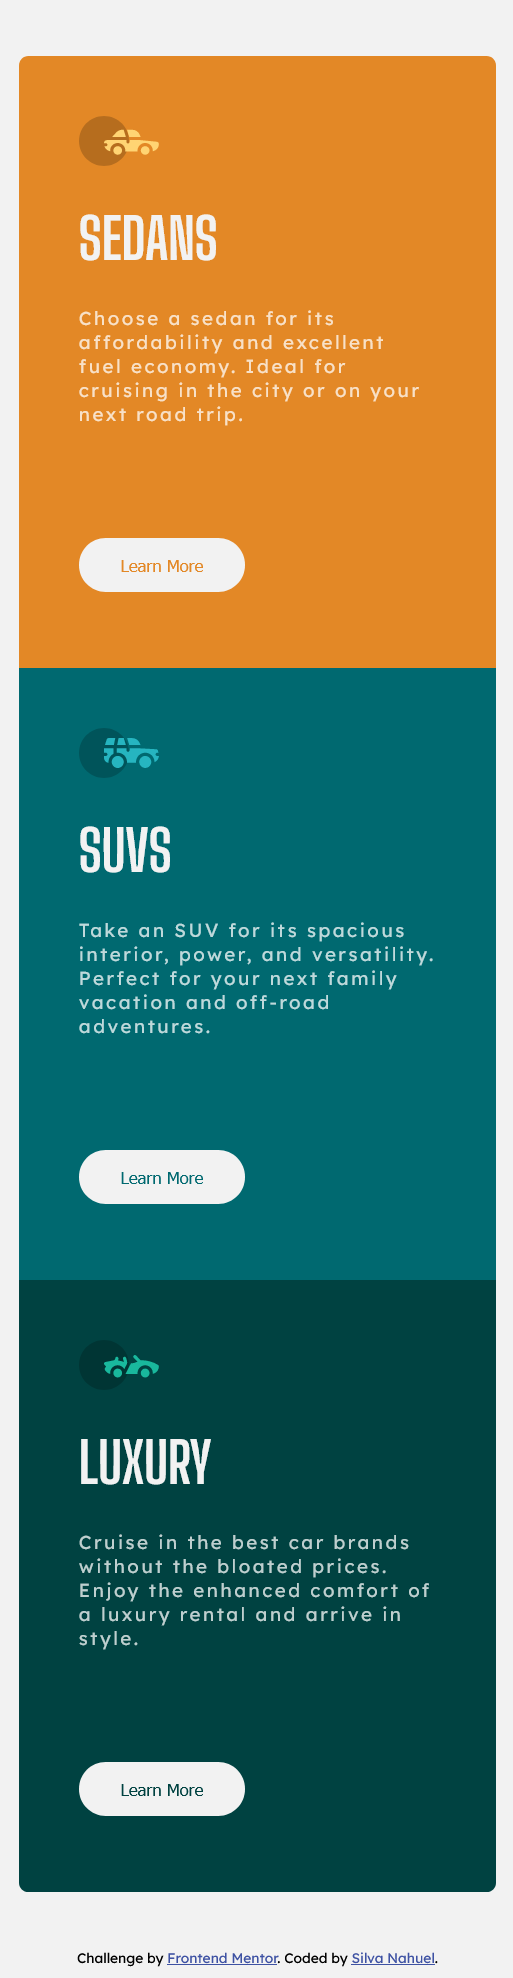 SEDANS
Choose a sedan for its
affordability and excellent
fuel economy. Ideal for
cruising in the city or on your
next road trip.
Learn More
SUVS
Take an SUV for its spacious
interior, power, and versatility.
Perfect for your next family
vacation and off-road
adventures.
Learn More
LUXURY
Cruise in the best car brands
without the bloated prices.
Enjoy the enhanced comfort of
a luxury rental and arrive in
style.
Learn More
Challenge by Frontend Mentor. Coded by Silva Nahuel.